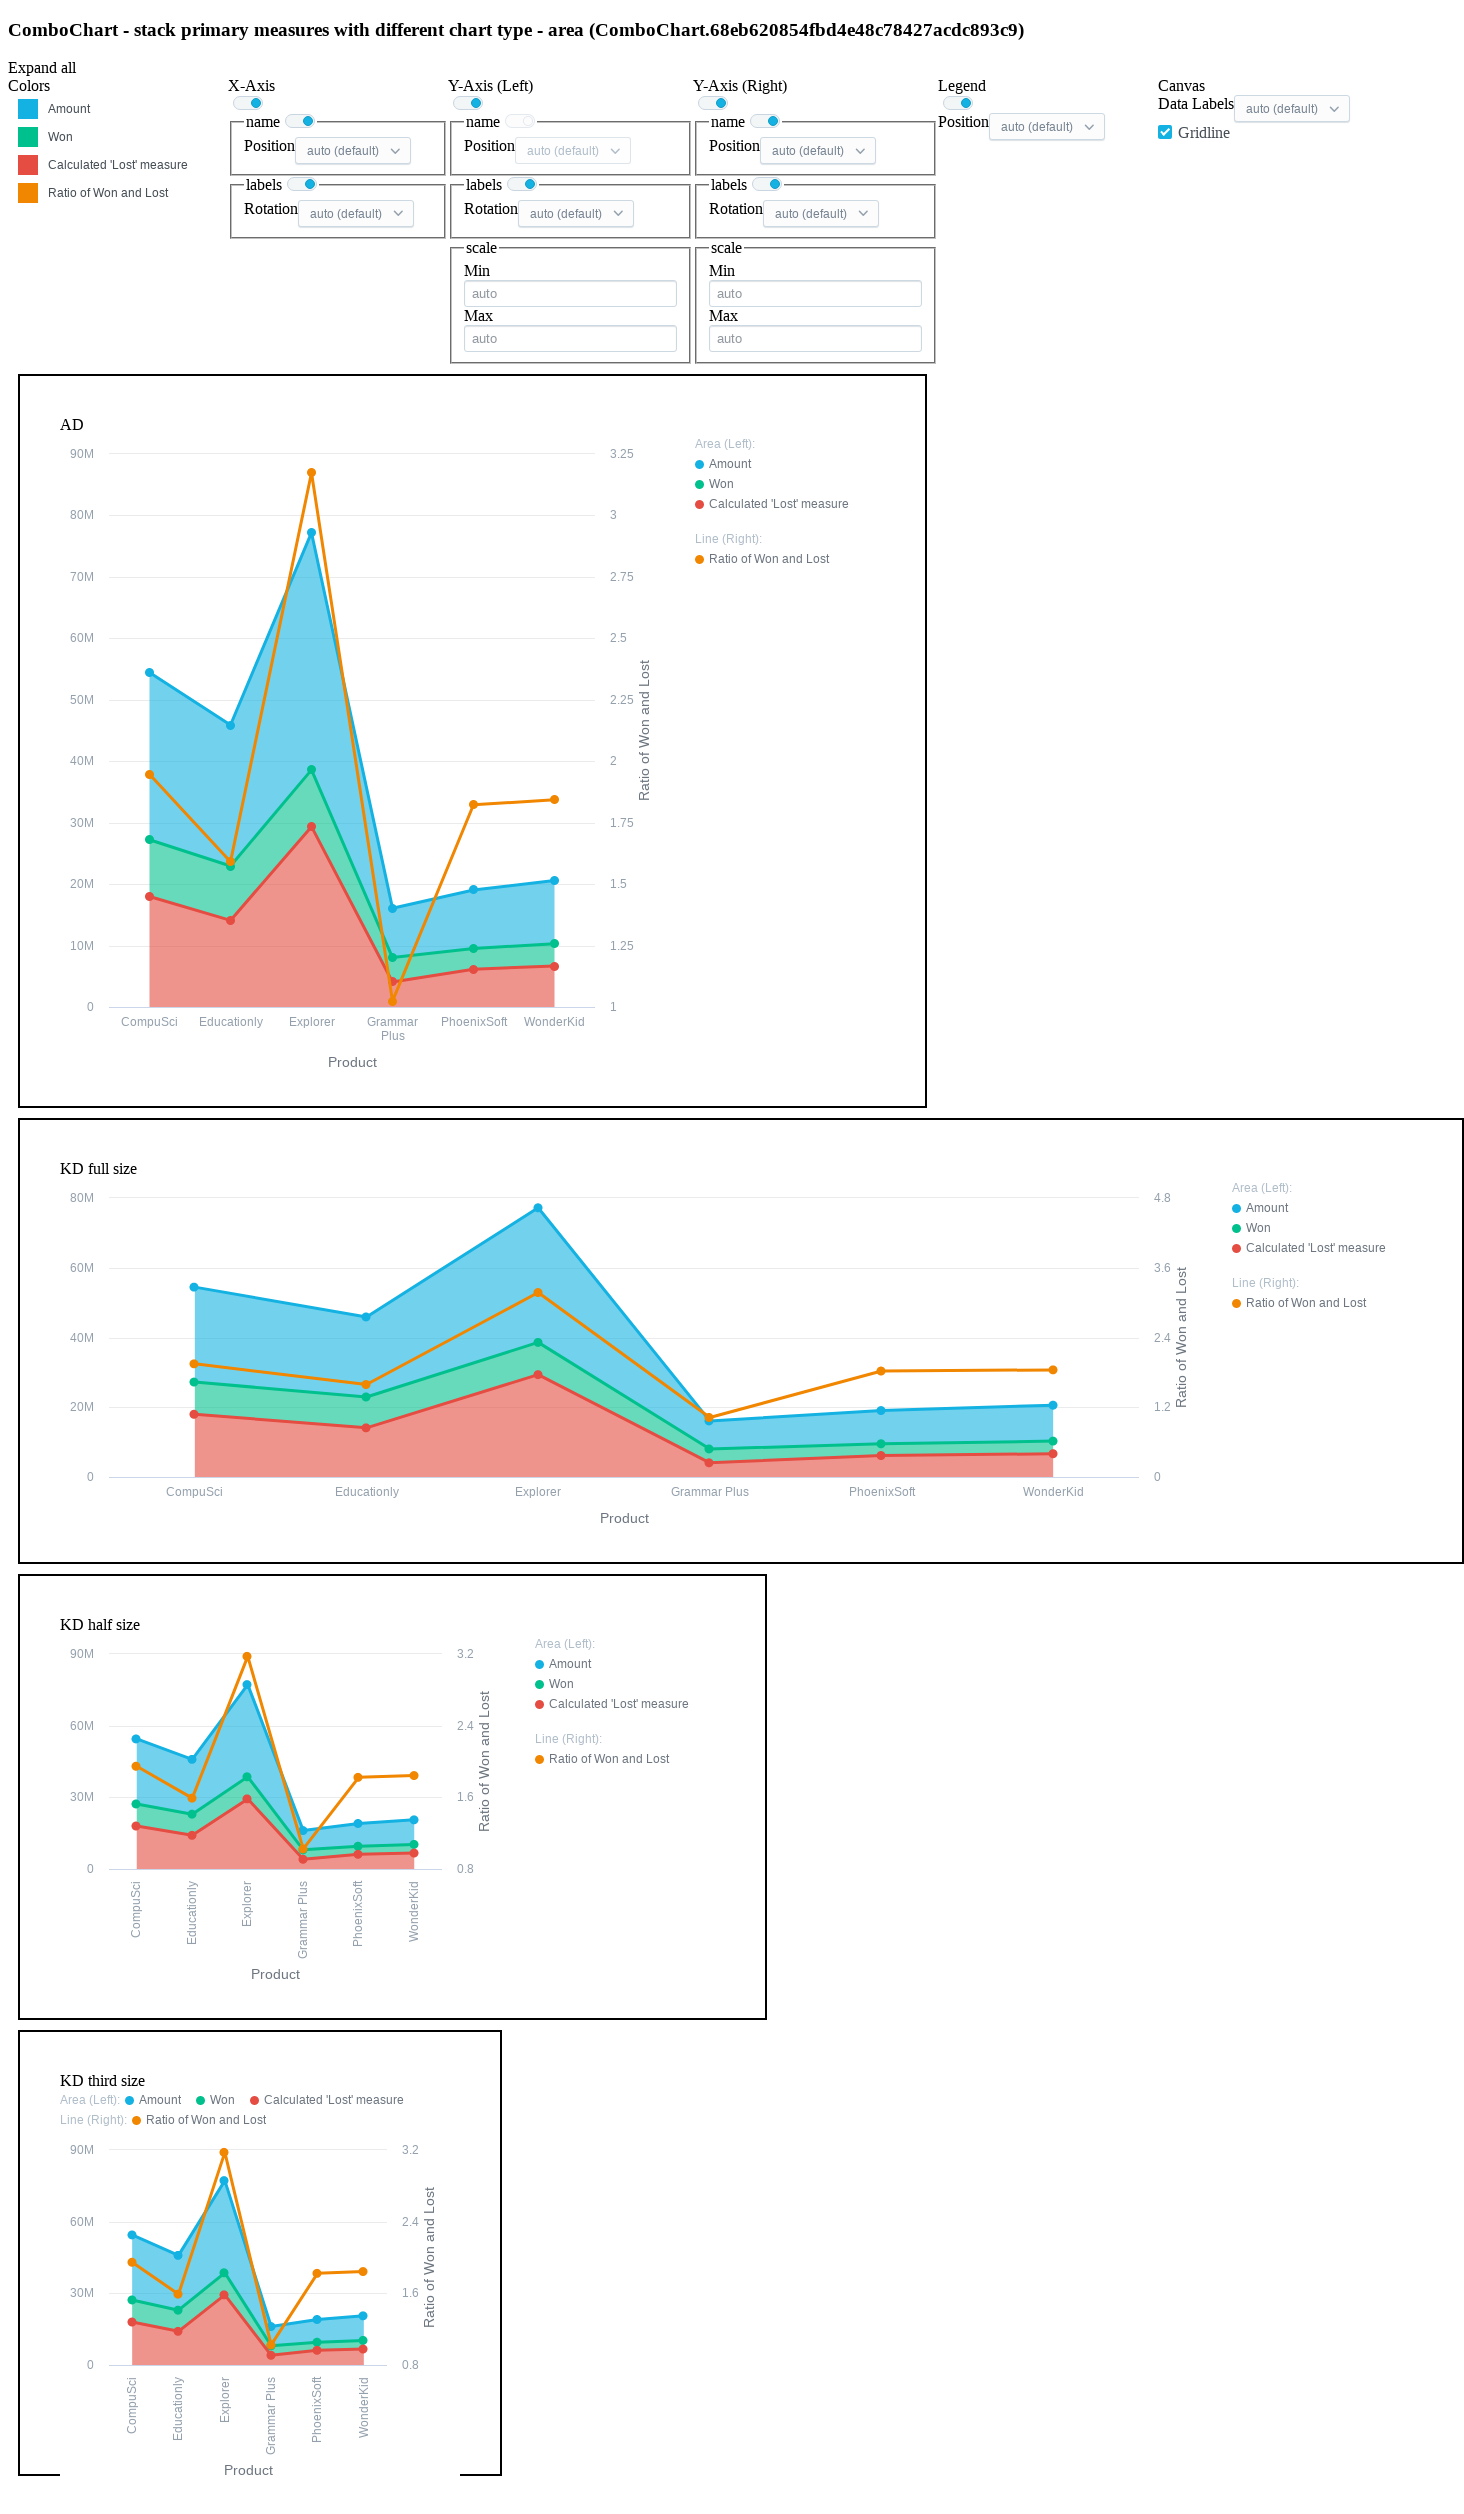 ComboChart - stack primary measures with different chart type - area (ComboChart.68eb620854fbd4e48c78427acdc893c9)
Expand all
Colors
Amount
Won
Calculated 'Lost' measure
Ratio of Won and Lost
X-Axis
name
Position auto (default)
labels
Rotation auto (default)
Y-Axis (Left)
name
Position auto (default)
labels
Rotation auto (default)
scale
Min
auto
Max
auto
Y-Axis (Right)
name
Position auto (default)
labels
Rotation auto (default)
scale
Min
auto
Max
auto
Legend
Position auto (default)
Canvas
Data Labels auto (default)
Gridline
AD
90M
80M
70M
60M
50M
40M
30M
20M
10M
0
3.25
3
2.75
2.5
2.25
2
1.75
1.5
1.25
1
Ratio of Won and Lost
CompuSci
Educationly
Explorer
Grammar
Plus
PhoenixSoft
WonderKid
Product
Area (Left):
Amount
Won
Calculated 'Lost' measure
Line (Right):
Ratio of Won and Lost
KD full size
80M
60M
40M
20M
0
4.8
3.6
2.4
1.2
0
Ratio of Won and Lost
CompuSci
Educationly
Explorer
Grammar Plus
PhoenixSoft
WonderKid
Product
Area (Left):
Amount
Won
Calculated 'Lost' measure
Line (Right):
Ratio of Won and Lost
KD half size
90M
60M
30M
0
3.2
2.4
1.6
0.8
Ratio of Won and Lost
CompuSci
Educationly
Explorer
Grammar Plus
PhoenixSoft
WonderKid
Product
Area (Left):
Amount
Won
Calculated 'Lost' measure
Line (Right):
Ratio of Won and Lost
KD third size
Area (Left): Amount Won Calculated 'Lost' measure
Line (Right): Ratio of Won and Lost
90M
60M
30M
0
3.2
2.4
1.6
0.8
Ratio of Won and Lost
CompuSci
Educationly
Explorer
Grammar Plus
PhoenixSoft
WonderKid
Product